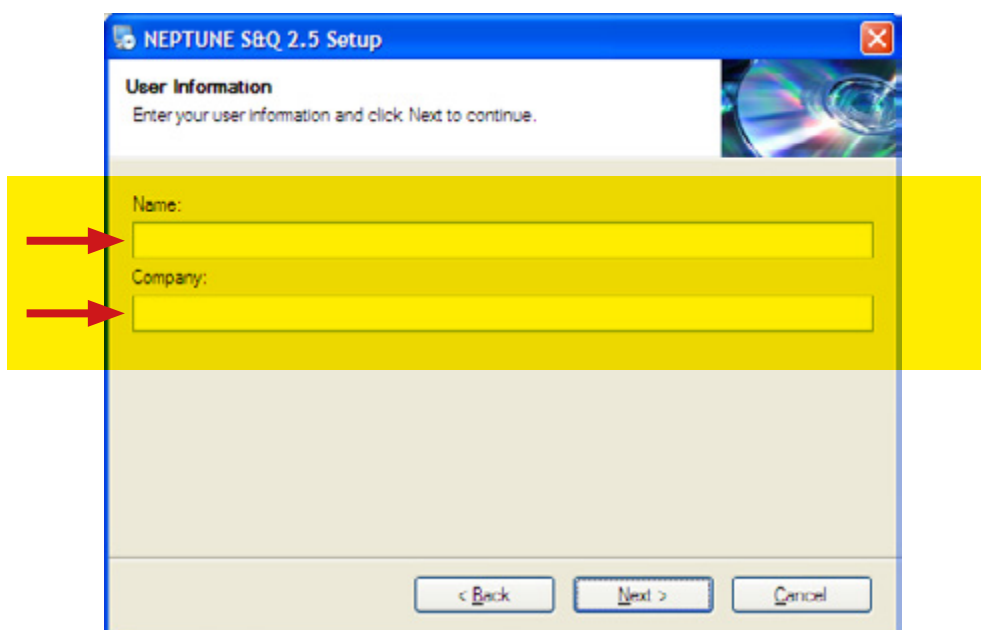 NEPTUNE S&Q 2.5 Setup
User Information
Enter your user information and click Next to continue.
Name:
Company:
< Back
Next >
Cancel